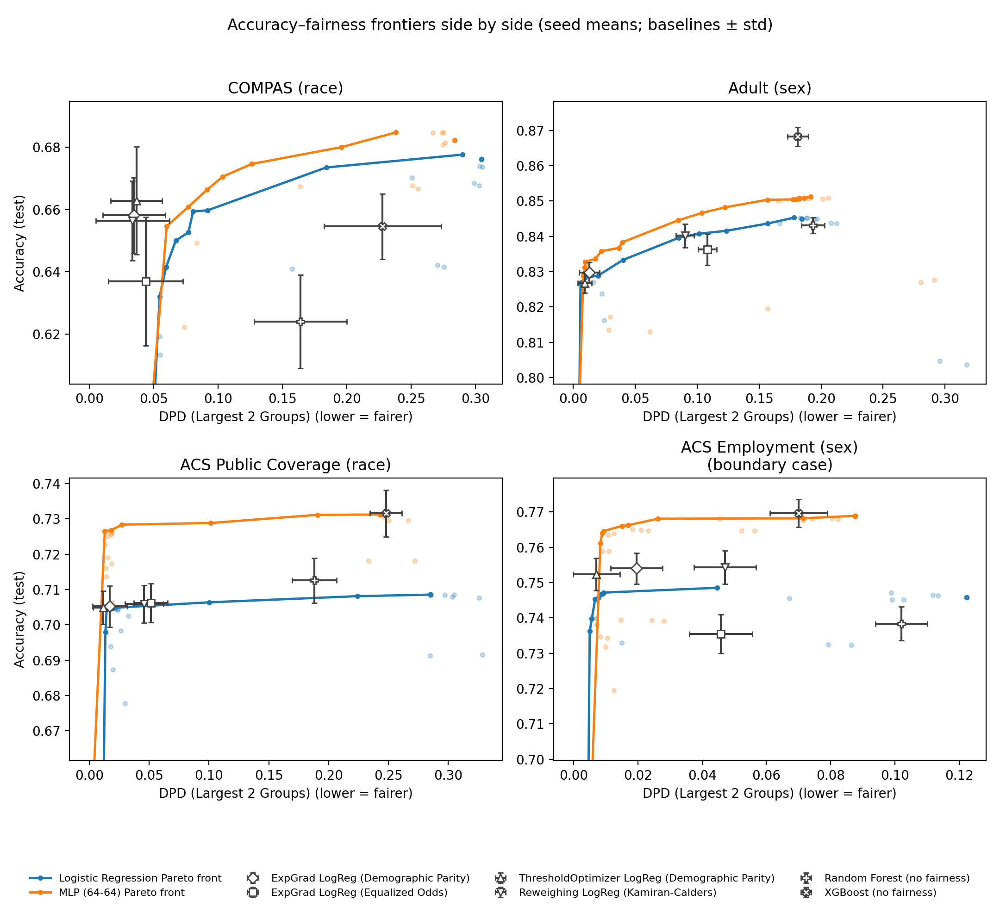 Accuracy–fairness frontiers side by side (seed means; baselines ± std)
COMPAS (race)
Accuracy (test)
0.68
0.66
0.64
0.62
0.00 0.05 0.10 0.15 0.20 0.25 0.30
DPD (Largest 2 Groups) (lower = fairer)
Adult (sex)
0.87
0.86
0.85
0.84
0.83
0.82
0.81
0.80
0.00 0.05 0.10 0.15 0.20 0.25 0.30
DPD (Largest 2 Groups) (lower = fairer)
ACS Public Coverage (race)
Accuracy (test)
0.74
0.73
0.72
0.71
0.70
0.69
0.68
0.67
0.00 0.05 0.10 0.15 0.20 0.25 0.30
DPD (Largest 2 Groups) (lower = fairer)
ACS Employment (sex)
(boundary case)
0.77
0.76
0.75
0.74
0.73
0.72
0.71
0.70
0.00 0.02 0.04 0.06 0.08 0.10 0.12
DPD (Largest 2 Groups) (lower = fairer)
Logistic Regression Pareto front
MLP (64-64) Pareto front
ExpGrad LogReg (Demographic Parity)
ExpGrad LogReg (Equalized Odds)
ThresholdOptimizer LogReg (Demographic Parity)
Reweighing LogReg (Kamiran-Calders)
Random Forest (no fairness)
XGBoost (no fairness)